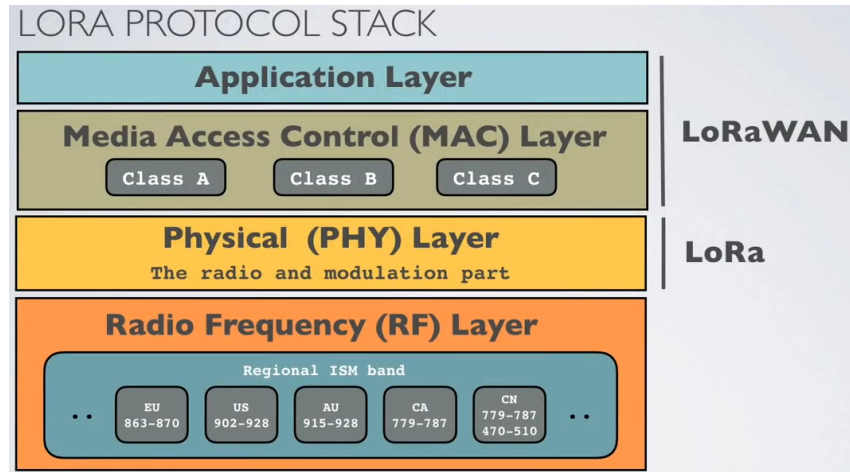 LORA PROTOCOL STACK
Application Layer
Media Access Control (MAC) Layer
Class A
Class B
Class C
LoRaWAN
Physical (PHY) Layer
The radio and modulation part
LoRa
Radio Frequency (RF) Layer
Regional ISM band
..
EU
863-870
US
902-928
AU
915-928
CA
779-787
CN
779-787
470-510
..